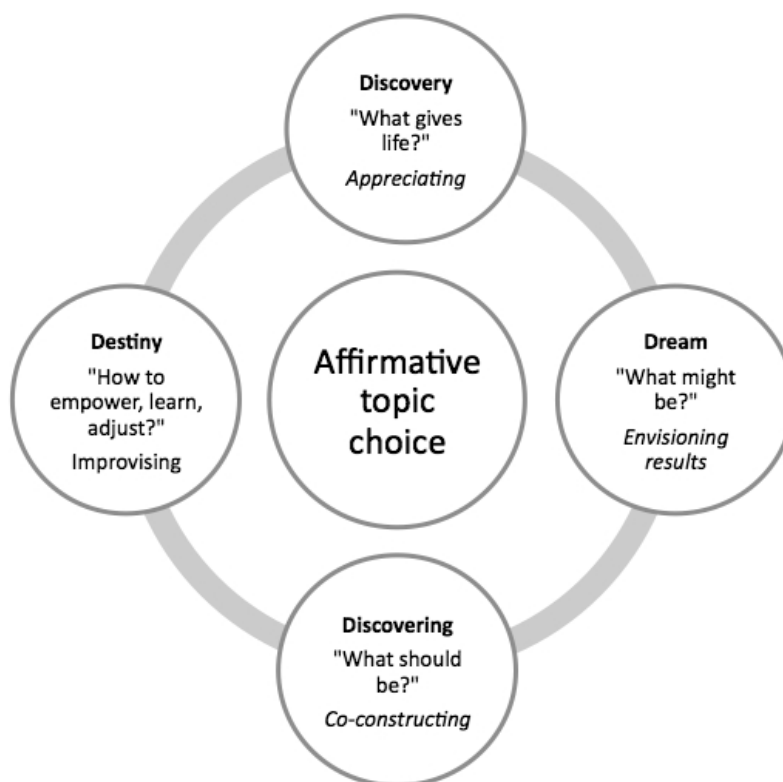 Discovery
"What gives
life?"
Appreciating
Destiny
"How to
empower, learn,
adjust?"
Improvising
Affirmative
topic
choice
Dream
"What might
be?"
Envisioning
results
Discovering
"What should
be?"
Co-constructing